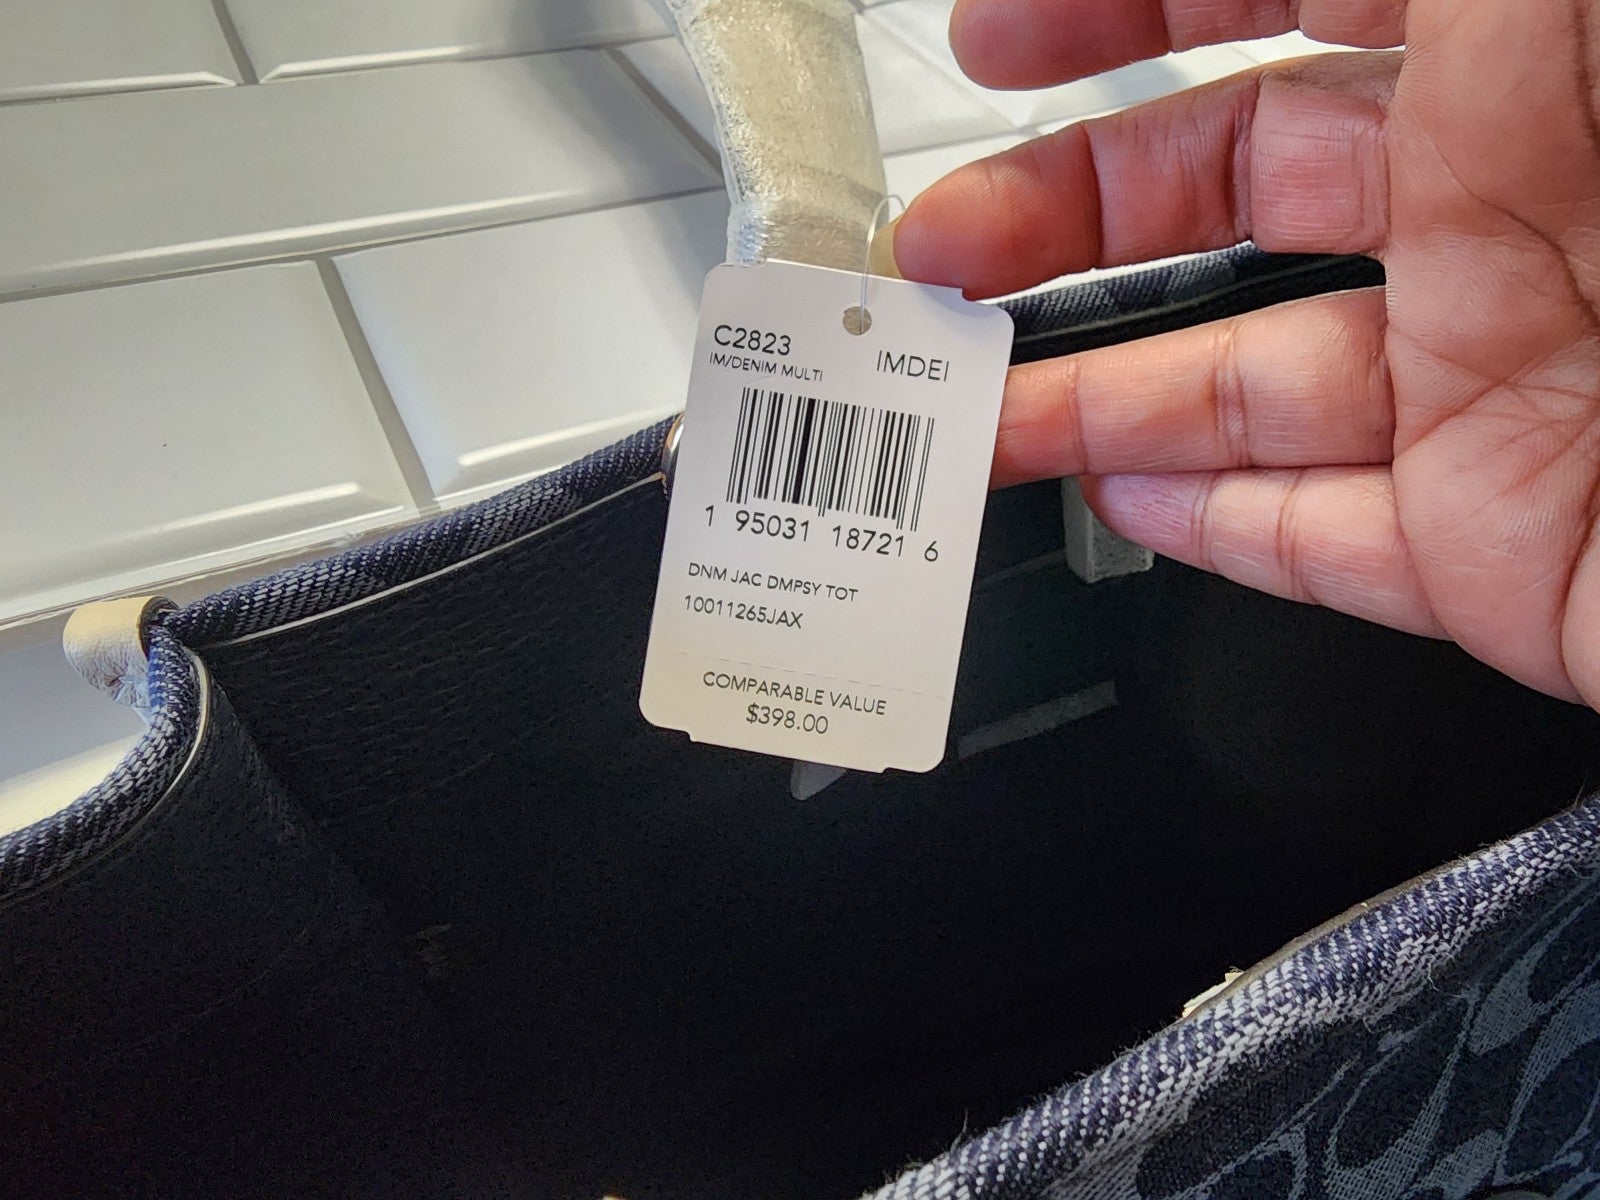 C2823 IMDEI
IM/DENIM MULTI
1 95031 18721 6
DNM JAC DMPSY TOT
10011265JAX
COMPARABLE VALUE
$398.00